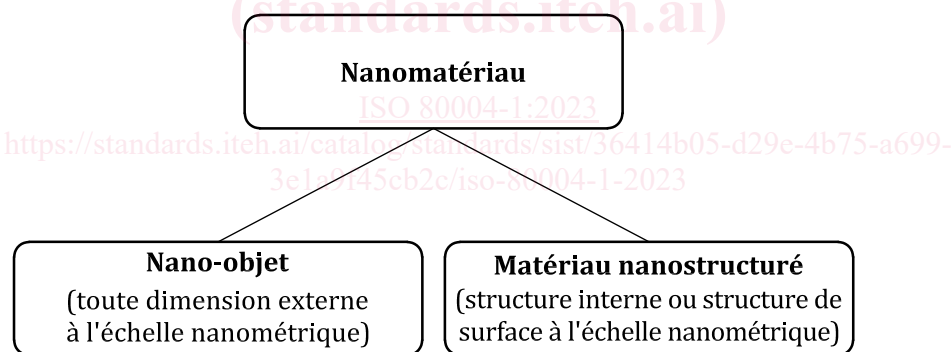 (standards.iteh.ai)
Nanomatériau
ISO 80004-1:2023
https://standards.iteh.ai/catalog/standards/sist/36414b05-d29e-4b75-a699-
3e1a9f45cb2c/iso-80004-1-2023
Nano-objet
(toute dimension externe
à l'échelle nanométrique)
Matériau nanostructuré
(structure interne ou structure de
surface à l'échelle nanométrique)